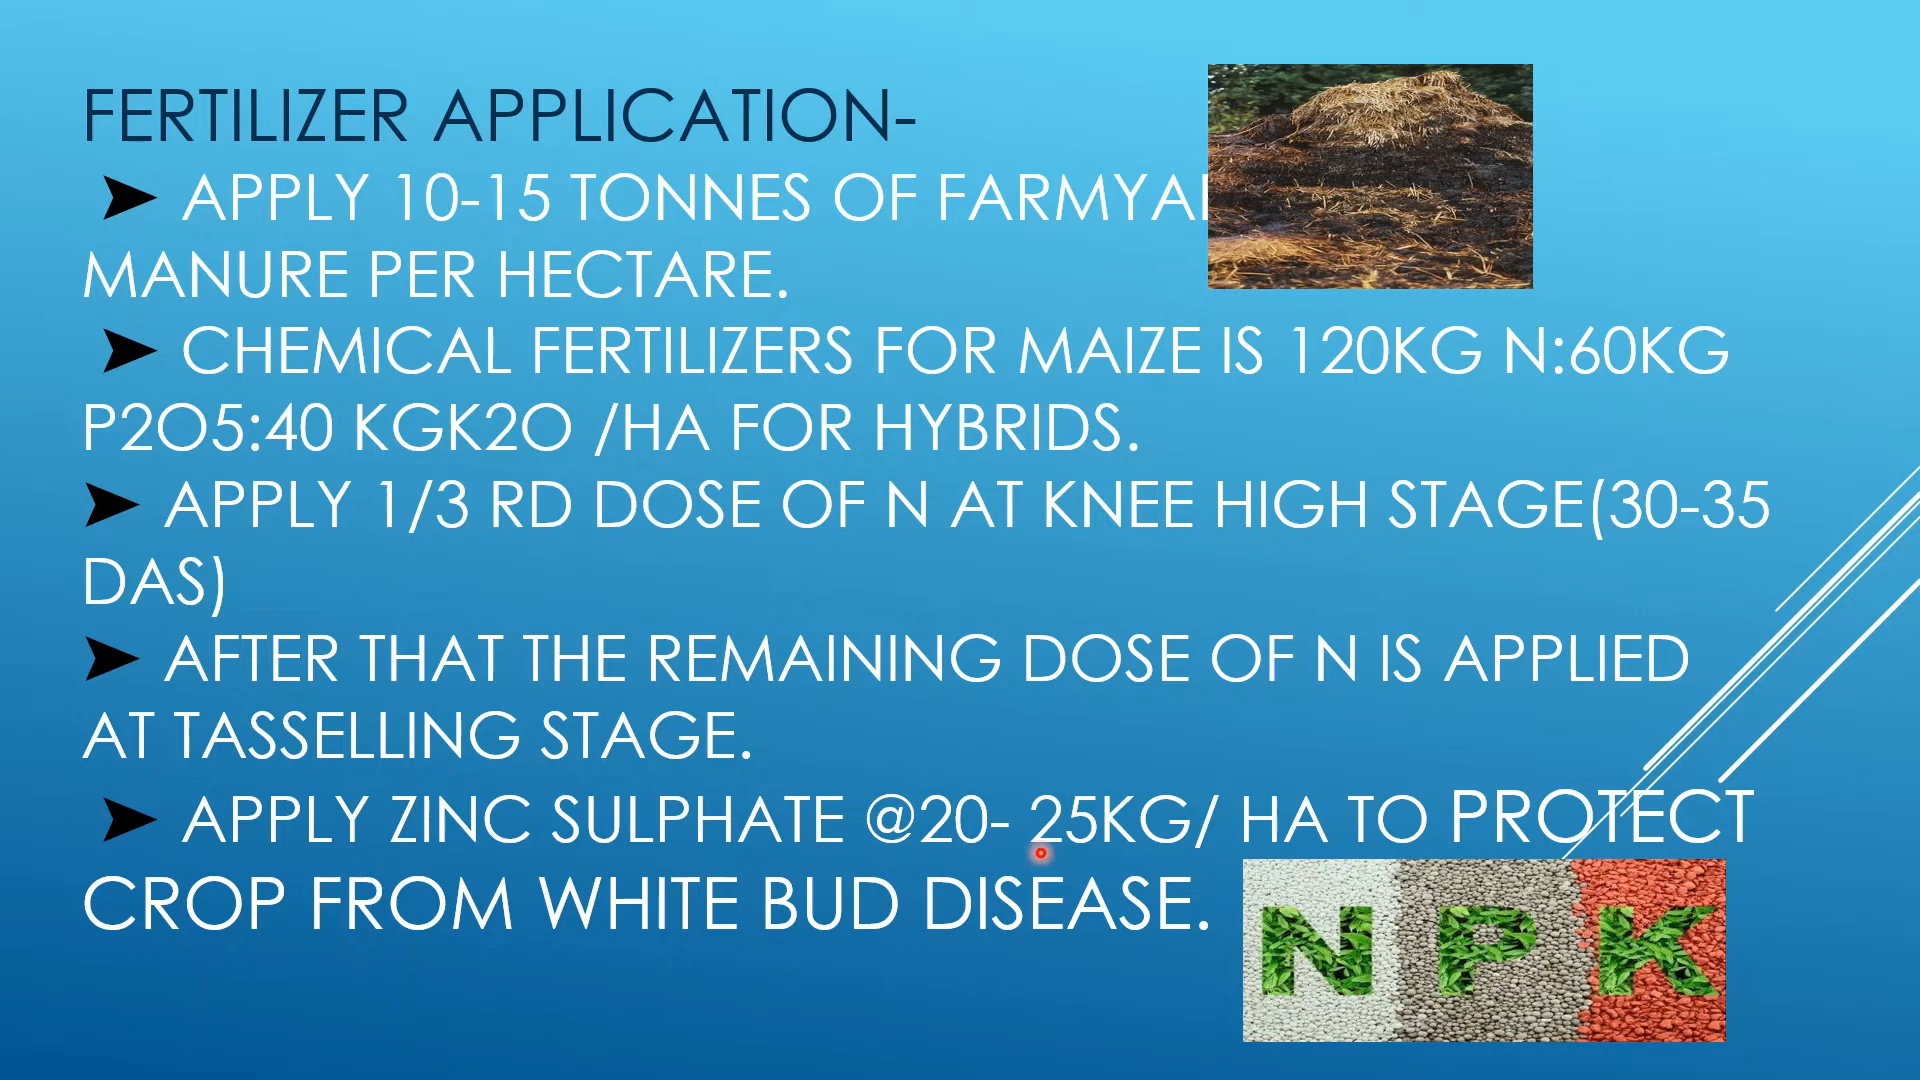 FERTILIZER APPLICATION-
➤ APPLY 10-15 TONNES OF
MANURE PER HECTARE.
➤ CHEMICAL FERTILIZERS FOR MAIZE IS 120KG N:60KG
P2O5:40 KGK2O /HA FOR HYBRIDS.
➤ APPLY 1/3 RD DOSE OF N AT KNEE HIGH STAGE(30-35
DAS)
➤ AFTER THAT THE REMAINING DOSE OF N IS APPLIED
AT TASSELLING STAGE.
➤ APPLY ZINC SULPHATE @20- 25KG/ HA TO PROTECT
CROP FROM WHITE BUD DISEASE.
N P K